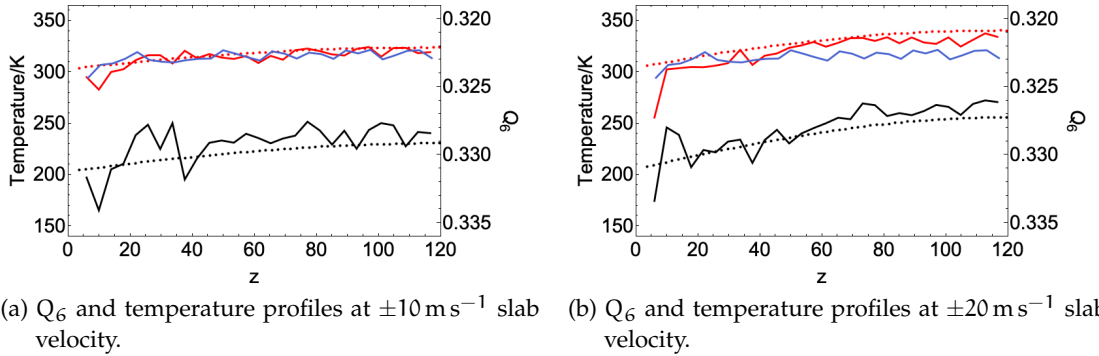 350
300
250
200
150
Temperature/K
0 20 40 60 80 100 120
z
0.320
0.325
0.330
0.335
Q6
(a) Q6 and temperature profiles at ±10 m s−1 slab
velocity.
350
300
250
200
150
Temperature/K
0 20 40 60 80 100 120
z
0.320
0.325
0.330
0.335
Q6
(b) Q6 and temperature profiles at ±20 m s−1 slab
velocity.